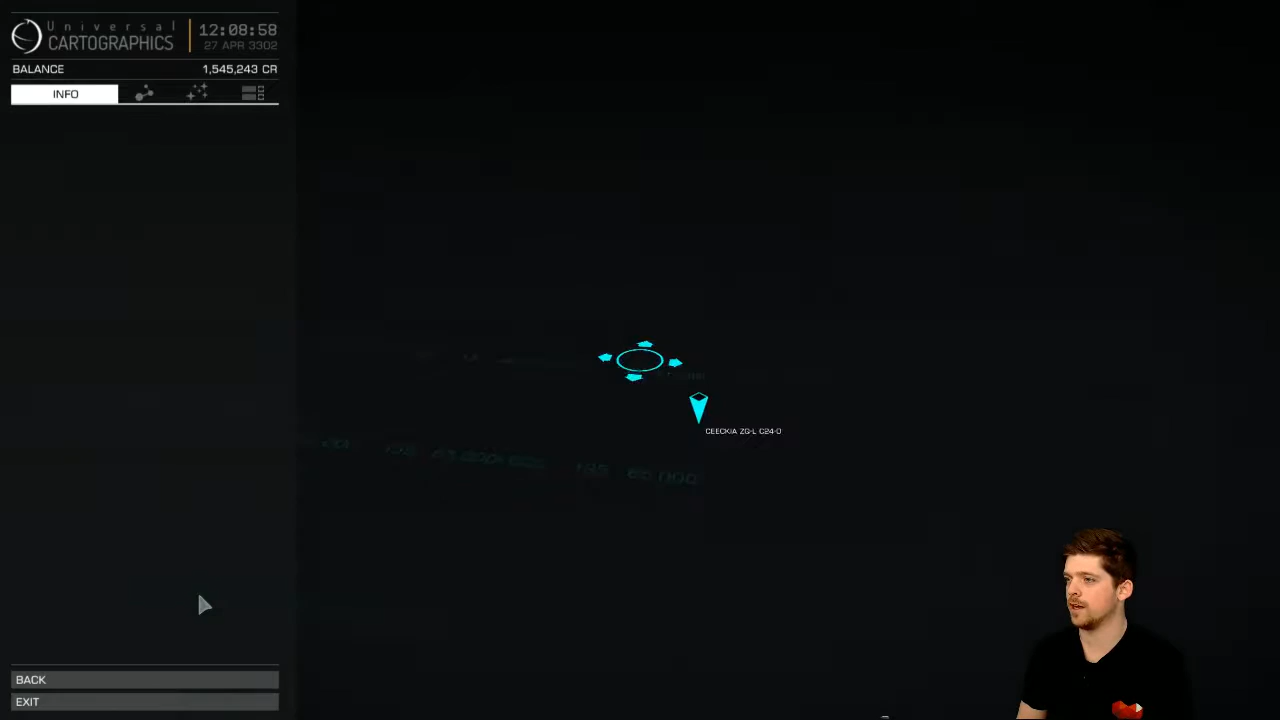 Universal
CARTOGRAPHICS
12:08:58
27 APR 3302
BALANCE 1,545,243 CR
INFO
CEECKIA ZG-L C24-0
BACK
EXIT